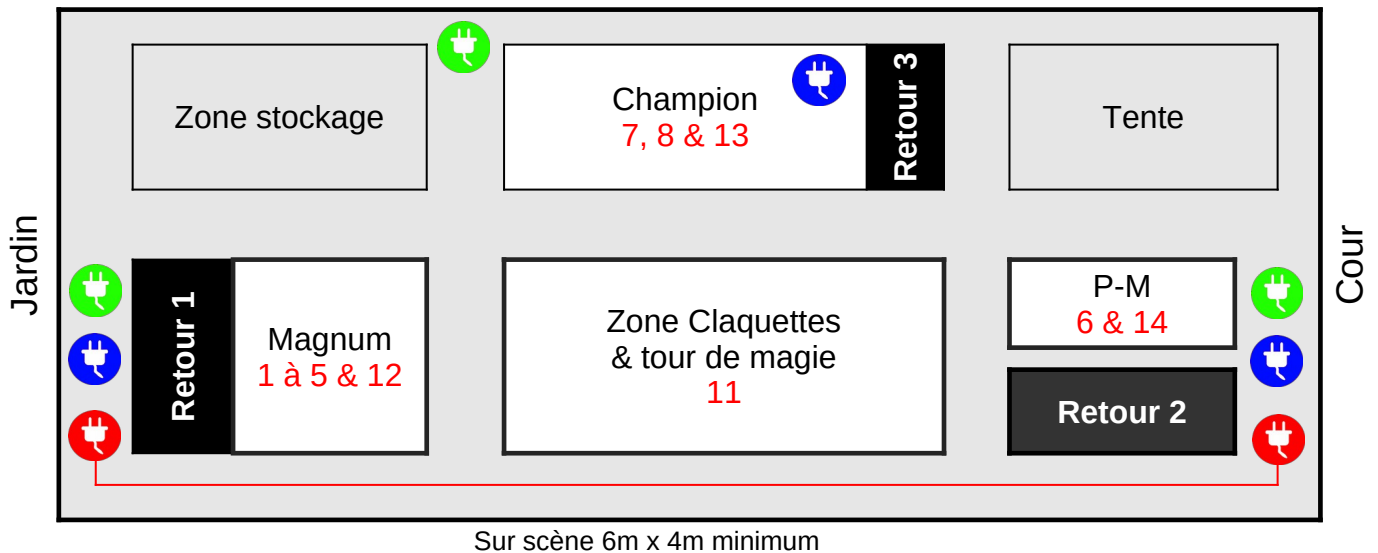 Zone stockage
Champion
7, 8 & 13
Retour 3
Tente
Jardin
Cour
Retour 1
Magnum
1 à 5 & 12
Zone Claquettes
& tour de magie
11
P-M
6 & 14
Retour 2
Sur scène 6m x 4m minimum